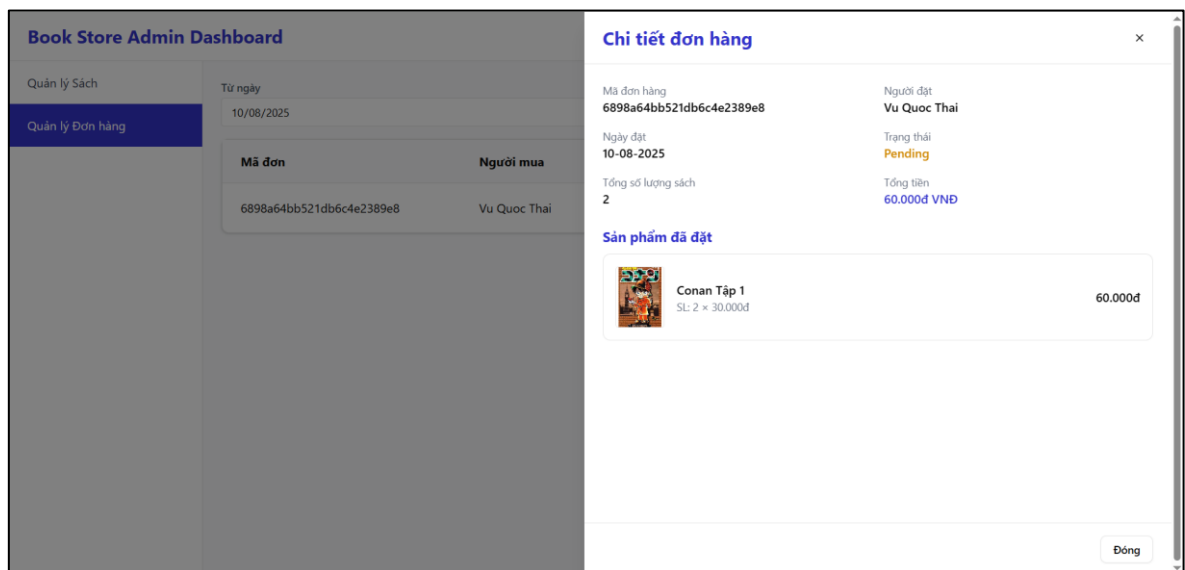 Book Store Admin Dashboard
Quản lý Sách
Quản lý Đơn hàng
Từ ngày
10/08/2025
Mã đơn
Người mua
6898a64bb521db6c4e2389e8
Vu Quoc Thai
Chi tiết đơn hàng
×
Mã đơn hàng
6898a64bb521db6c4e2389e8
Người đặt
Vu Quoc Thai
Ngày đặt
10-08-2025
Trạng thái
Pending
Tổng số lượng sách
2
Tổng tiền
60.000đ VNĐ
Sản phẩm đã đặt
Conan Tập 1
SL: 2 × 30.000đ
60.000đ
Đóng